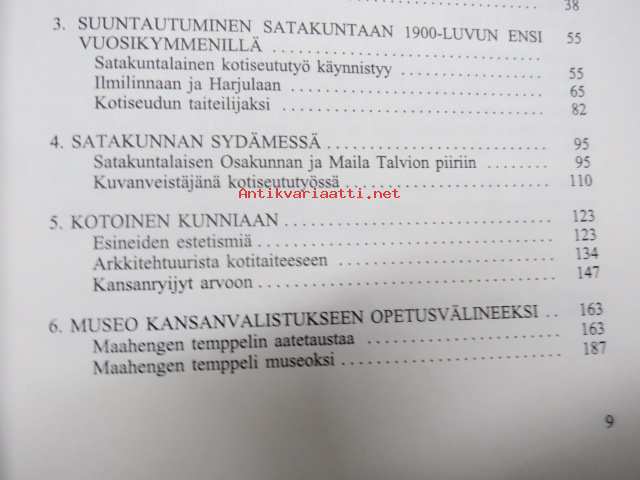 38
3. SUUNTAUTUMINEN SATAKUNTAAN 1900-LUVUN ENSI
VUOSIKYMMENILLÄ 55
Satakuntalainen kotiseututyö käynnistyy 55
Ilmilinnaan ja Harjulaan 65
Kotiseudun taiteilijaksi 82
4. SATAKUNNAN SYDÄMESSÄ 95
Satakuntalaisen Osakunnan ja Maila Talvion piiriin 95
Kuvanveistäjänä kotiseututyössä 110
Antikvariaatti.net
5. KOTOINEN KUNNIAAN 123
Esineiden estetismiä 123
Arkkitehtuurista kotitaiteeseen 134
Kansanryijyt arvoon 147
6. MUSEO KANSANVALISTUKSEEN OPETUSVÄLINEEKSI 163
Maahengen temppelin aatetaustaa 163
Maahengen temppeli museoksi 187
9